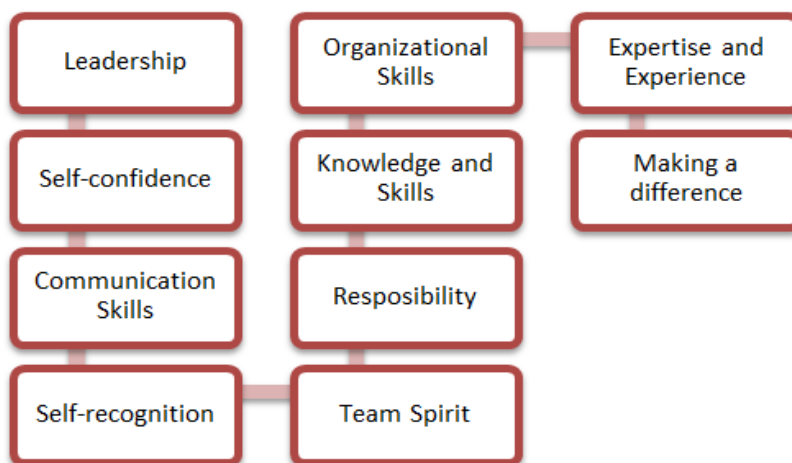 Leadership
Self-confidence
Communication
Skills
Self-recognition
Team Spirit
Resposibility
Knowledge and
Skills
Organizational
Skills
Expertise and
Experience
Making a
difference